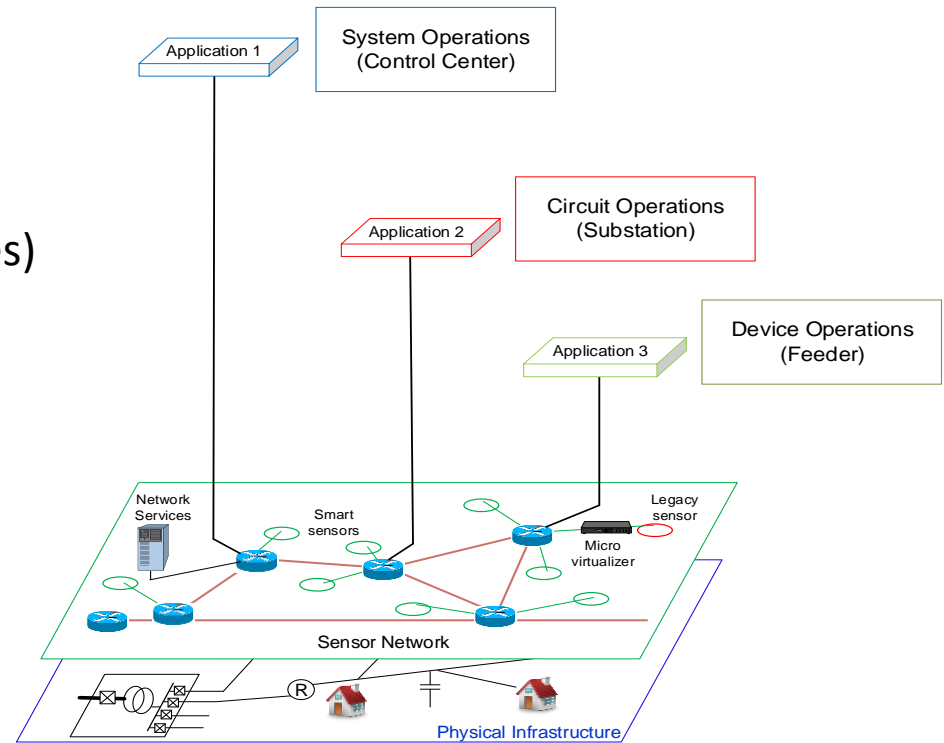 Application 1
System Operations
(Control Center)
es)
Application 2
Circuit Operations
(Substation)
Application 3
Device Operations
(Feeder)
Network
Services
Smart
sensors
Legacy
sensor
Micro
virtualizer
Sensor Network
R
Physical Infrastructure